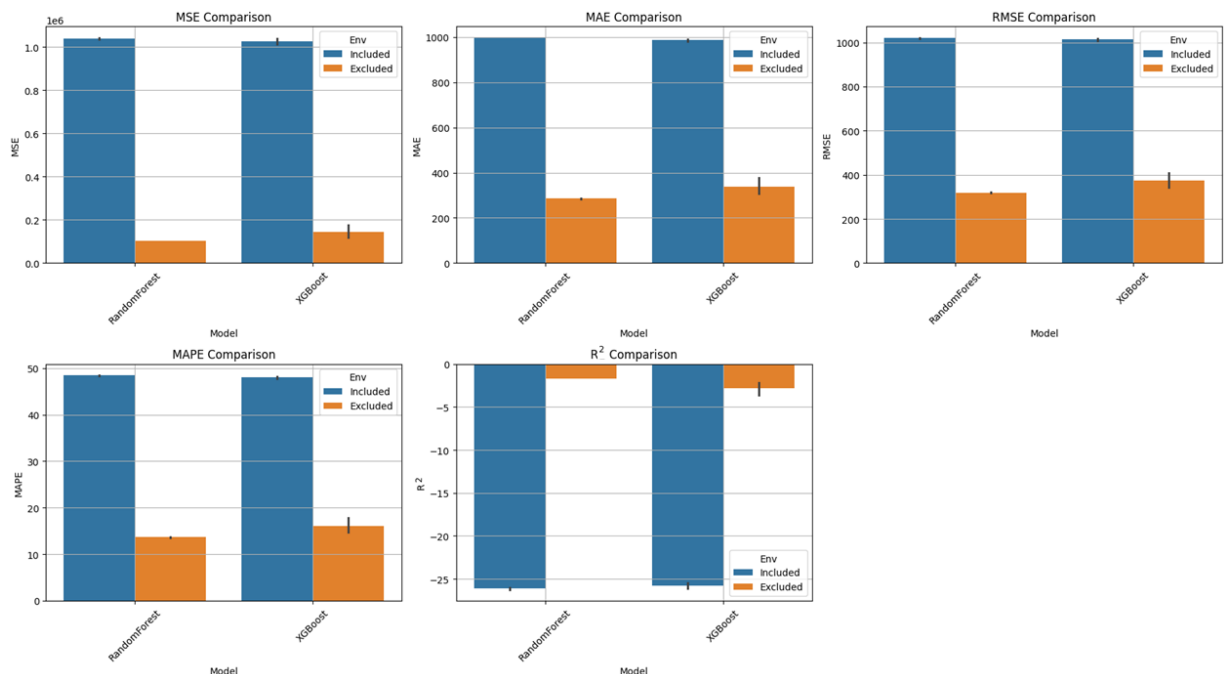 MSE Comparison
1e6
Env
Included
Excluded
1.0
0.8
0.6
0.4
0.2
0.0
MSE
RandomForest
XGBoost
Model
MAE Comparison
Env
Included
Excluded
1000
800
600
400
200
0
MAE
RandomForest
XGBoost
Model
RMSE Comparison
Env
Included
Excluded
1000
800
600
400
200
0
RMSE
RandomForest
XGBoost
Model
MAPE Comparison
Env
Included
Excluded
50
40
30
20
10
0
MAPE
RandomForest
XGBoost
Model
R² Comparison
0
−5
−10
−15
−20
−25
R²
Env
Included
Excluded
RandomForest
XGBoost
Model